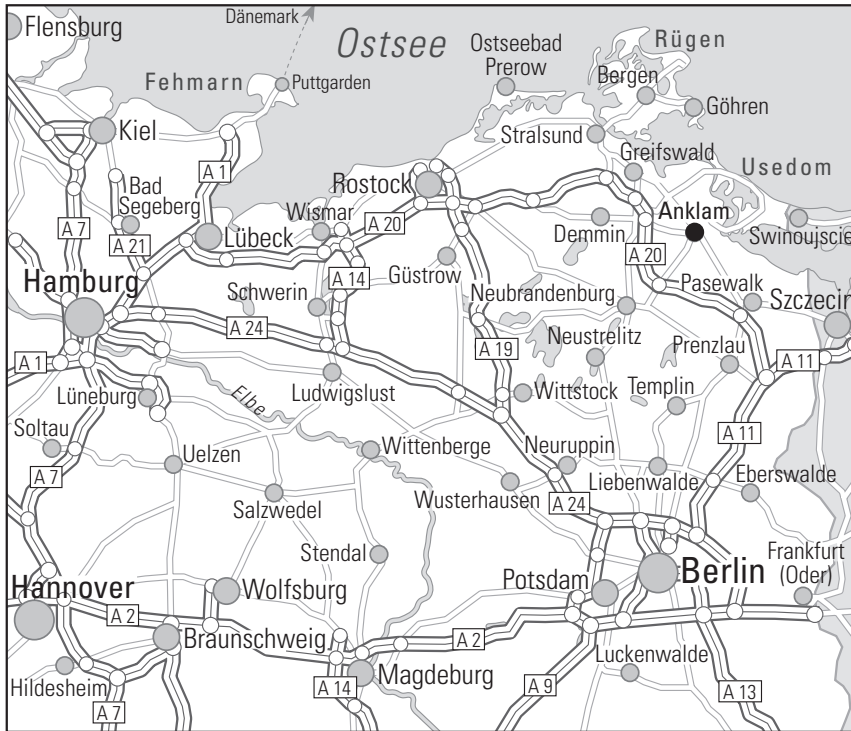 Dänemark
Flensburg
Ostsee
Ostseebad
Prerow
Rügen
Fehmarn
Puttgarden
Bergen
Göhren
Kiel
Stralsund
A 1
Greifswald
Usedom
Bad
Segeberg
Rostock
Wismar
A 7
A 20
Anklam
A 21
Lübeck
Demmin
Swinoujscie
A 20
Güstrow
A 14
Hamburg
Schwerin
Neubrandenburg
Pasewalk
Szczecin
A 24
Neustrelitz
A 19
Prenzlau
A 1
A 11
Ludwigslust
Lüneburg
Elbe
Wittstock
Templin
Soltau
A 11
Wittenberge
Neuruppin
Uelzen
A 7
Liebenwalde
Eberswalde
Wusterhausen
A 24
Salzwedel
Stendal
Frankfurt
(Oder)
Hannover
Wolfsburg
Potsdam
Berlin
A 2
Braunschweig
A 2
Luckenwalde
Hildesheim
Magdeburg
A 14
A 9
A 13
A 7